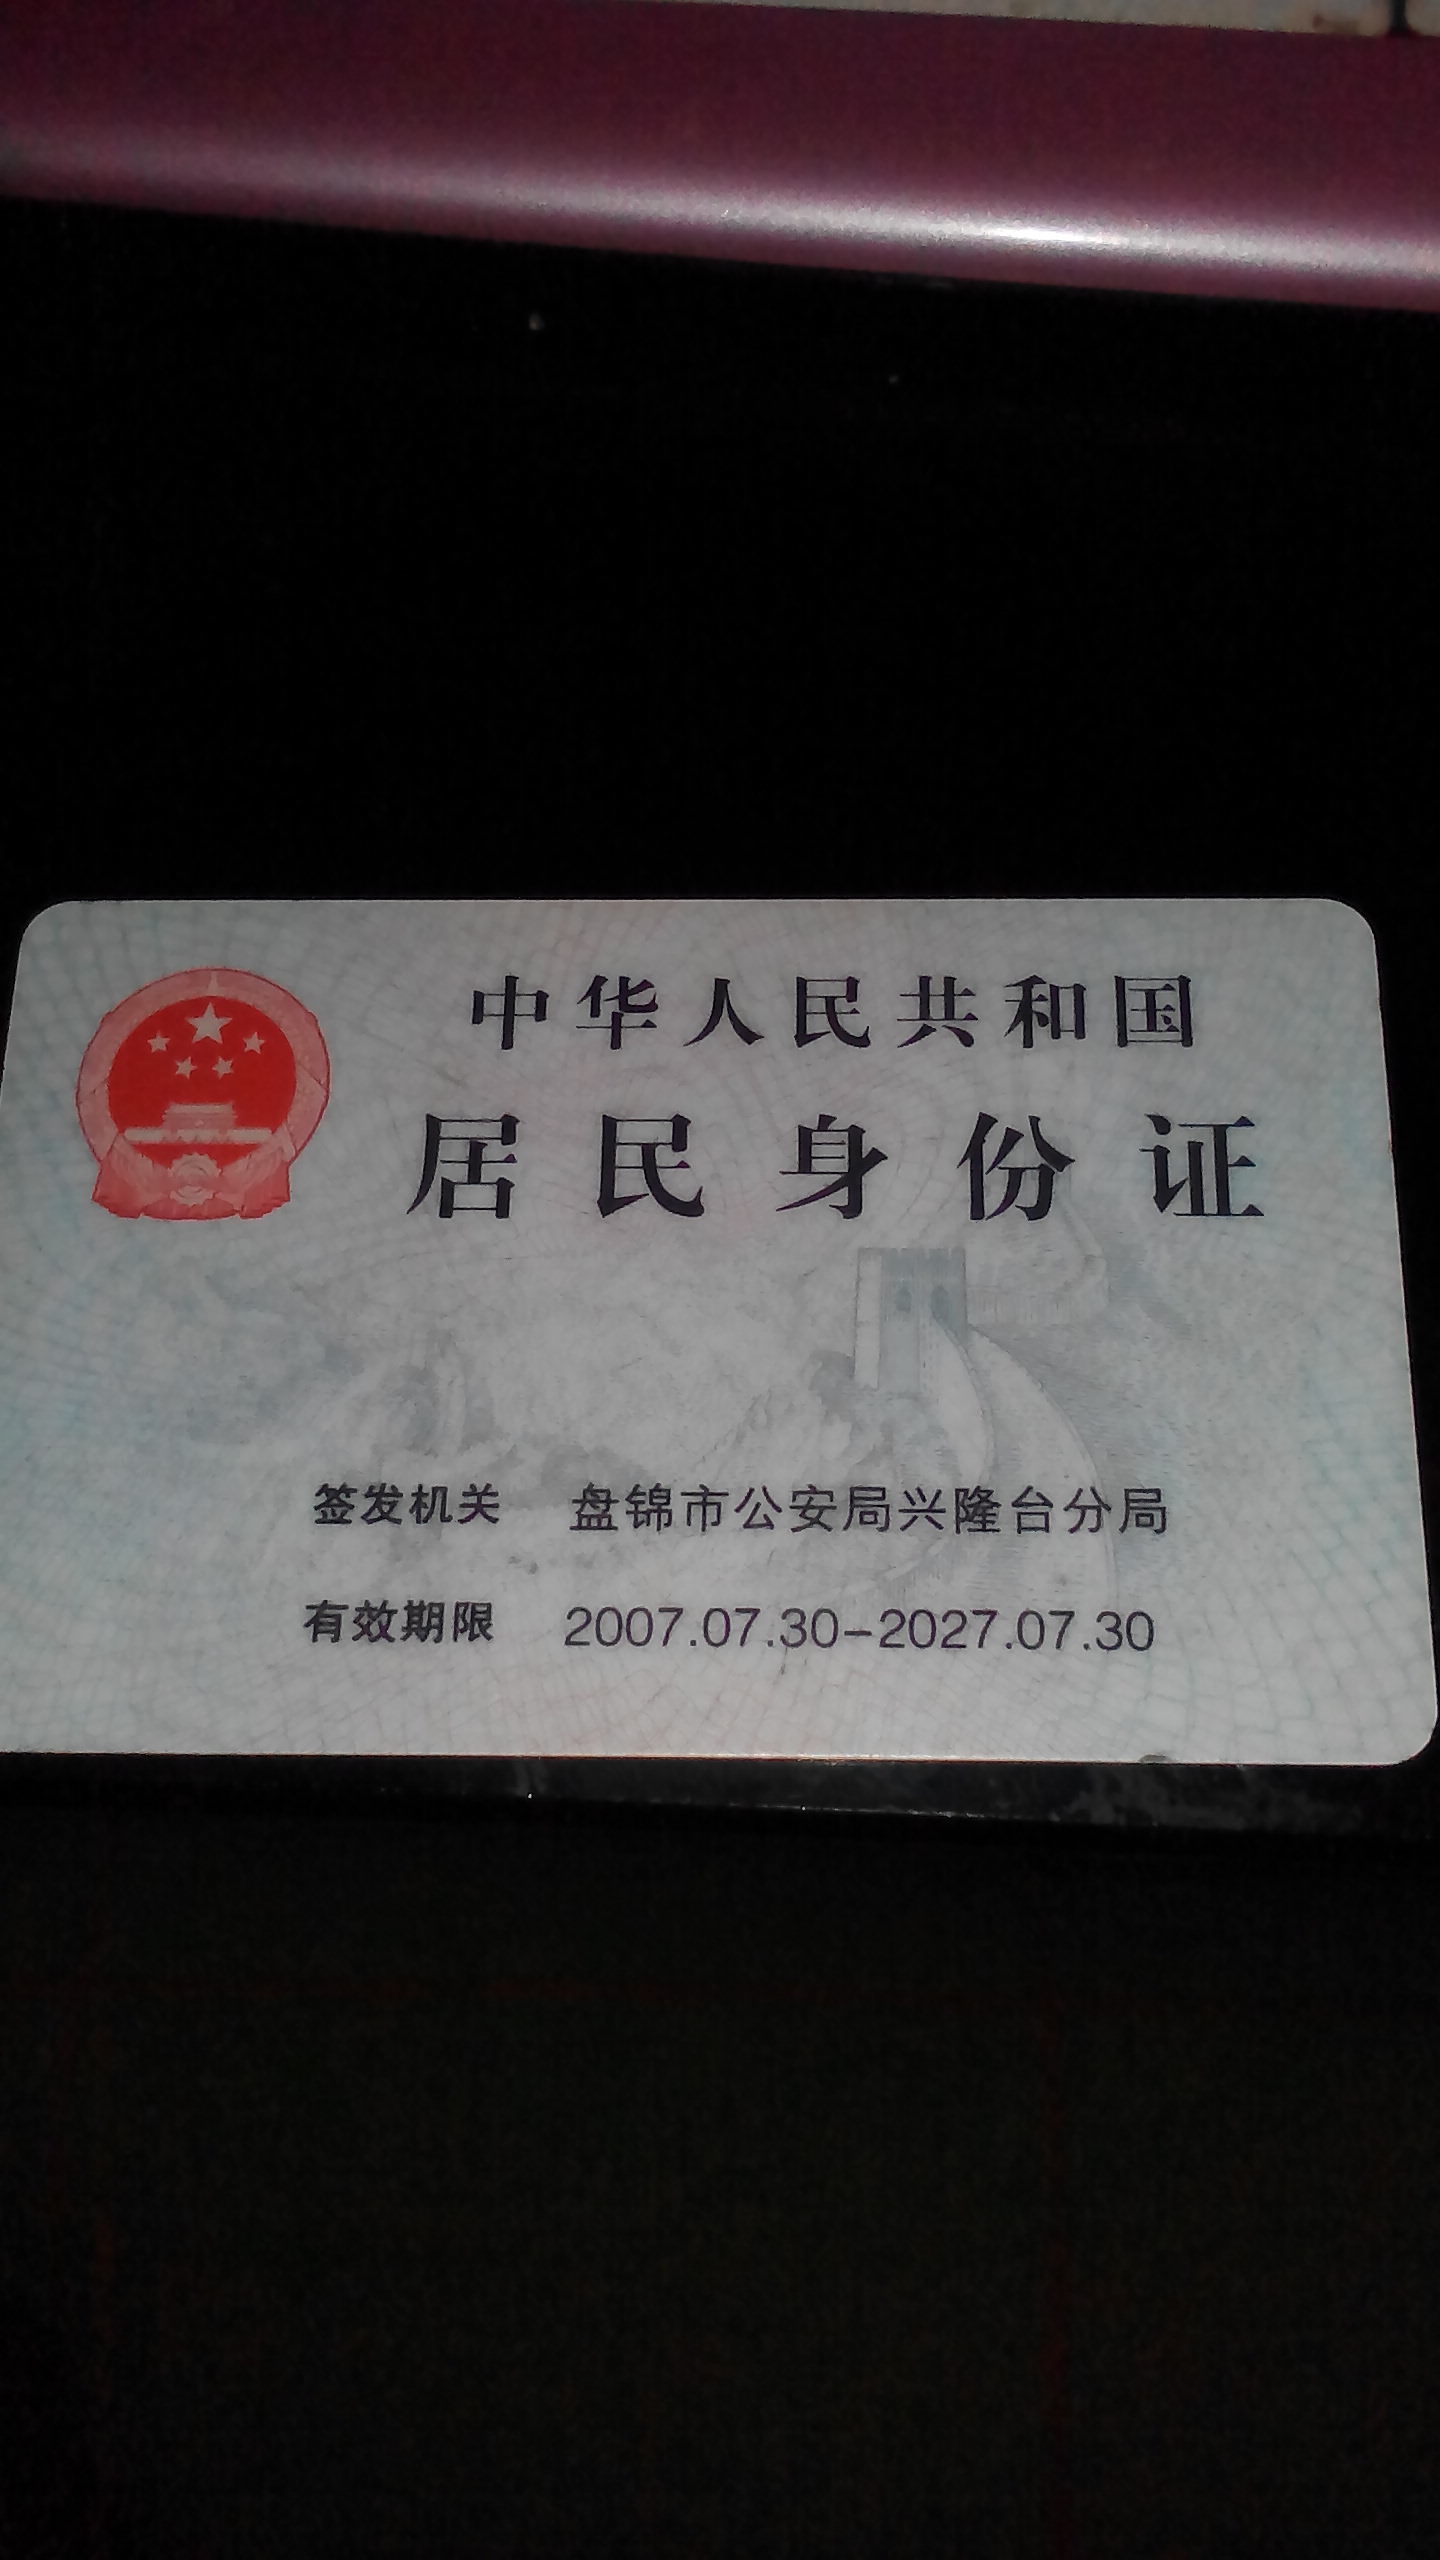 中华人民共和国
居民身份证
签发机关 盘锦市公安局兴隆台分局
有效期限 2007.07.30-2027.07.30